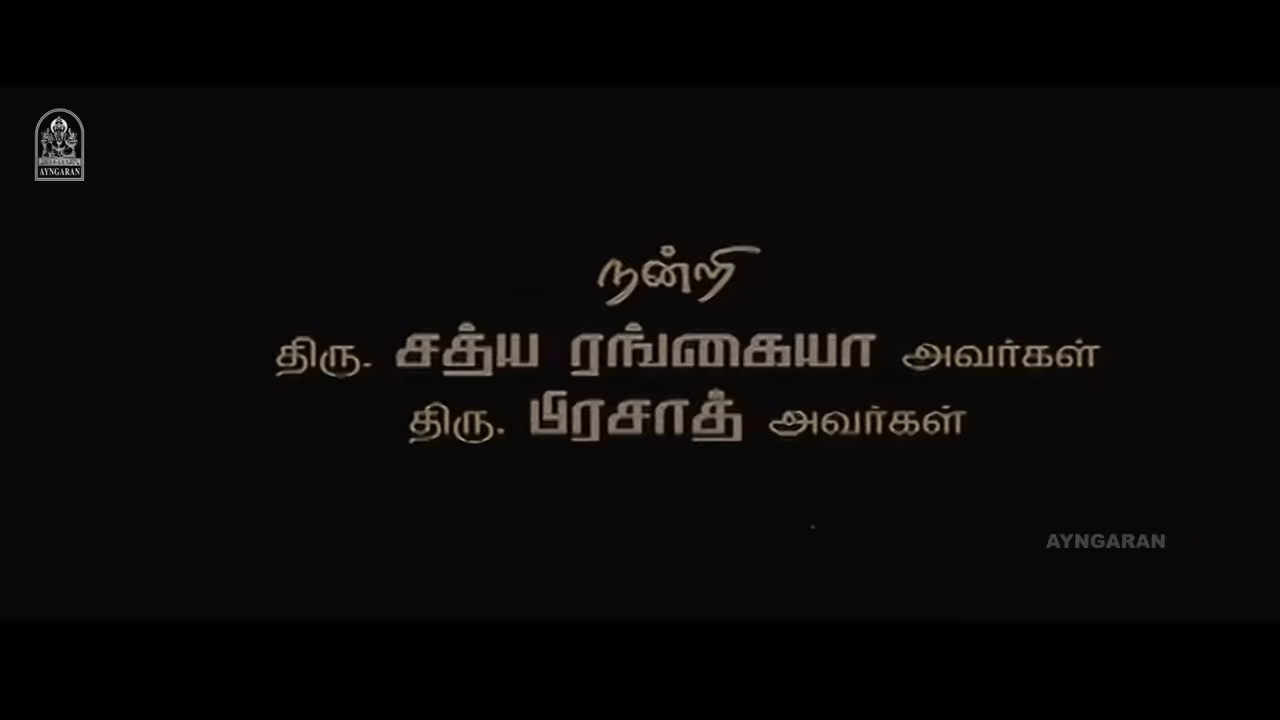 AYNGARAN
நன்றி
திரு. சத்ய ரங்கையா அவர்கள்
திரு. பிரசாத் அவர்கள்
AYNGARAN